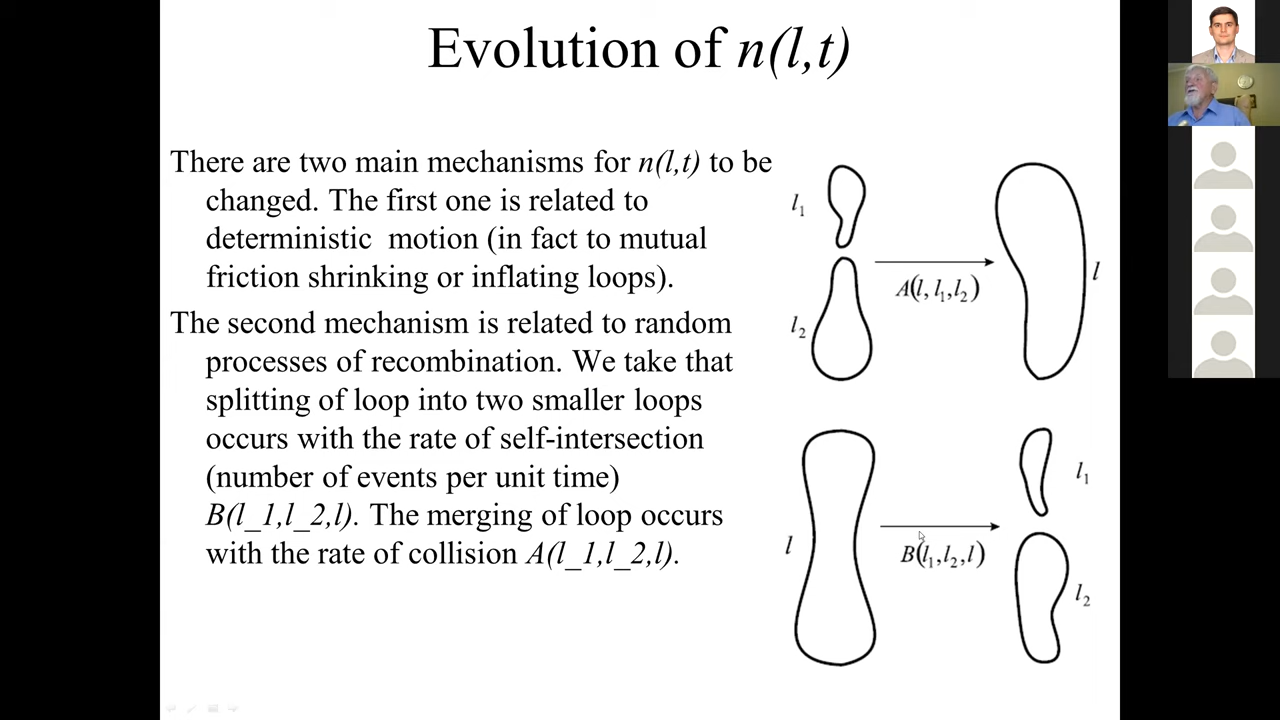 Evolution of n(l,t)
There are two main mechanisms for n(l,t) to be
changed. The first one is related to
deterministic motion (in fact to mutual
friction shrinking or inflating loops).
The second mechanism is related to random
processes of recombination. We take that
splitting of loop into two smaller loops
occurs with the rate of self-intersection
(number of events per unit time)
B(l_1,l_2,l). The merging of loop occurs
with the rate of collision A(l_1,l_2,l).
l₁
l₂
A(l, l₁,l₂)
l
l
B(l₁,l₂,l)
l₁
l₂